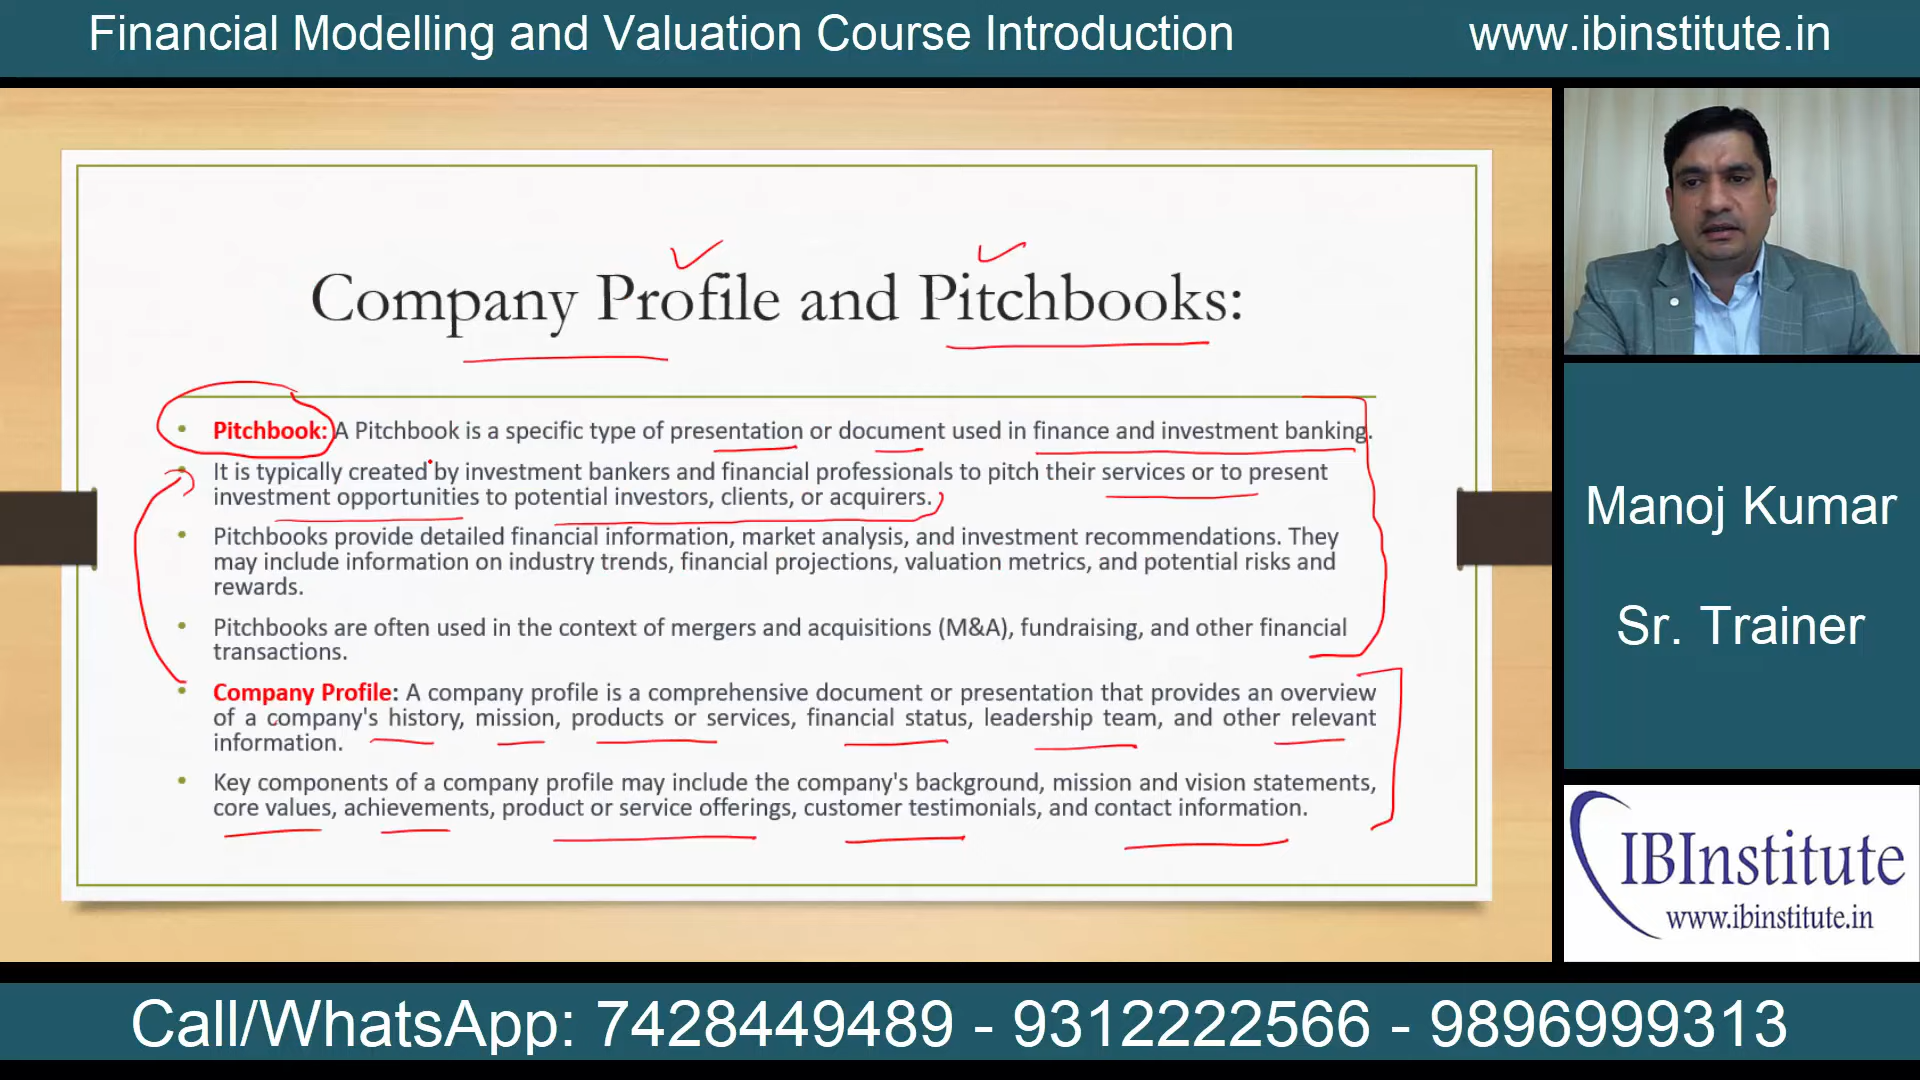 Financial Modelling and Valuation Course Introduction
www.ibinstitute.in
Company Profile and Pitchbooks:
• Pitchbook: A Pitchbook is a specific type of presentation or document used in finance and investment banking.
• It is typically created by investment bankers and financial professionals to pitch their services or to present
investment opportunities to potential investors, clients, or acquirers.
• Pitchbooks provide detailed financial information, market analysis, and investment recommendations. They
may include information on industry trends, financial projections, valuation metrics, and potential risks and
rewards.
• Pitchbooks are often used in the context of mergers and acquisitions (M&A), fundraising, and other financial
transactions.
• Company Profile: A company profile is a comprehensive document or presentation that provides an overview
of a company's history, mission, products or services, financial status, leadership team, and other relevant
information.
• Key components of a company profile may include the company's background, mission and vision statements,
core values, achievements, product or service offerings, customer testimonials, and contact information.
Manoj Kumar
Sr. Trainer
IBInstitute
www.ibinstitute.in
Call/WhatsApp: 7428449489 - 9312222566 - 9896999313